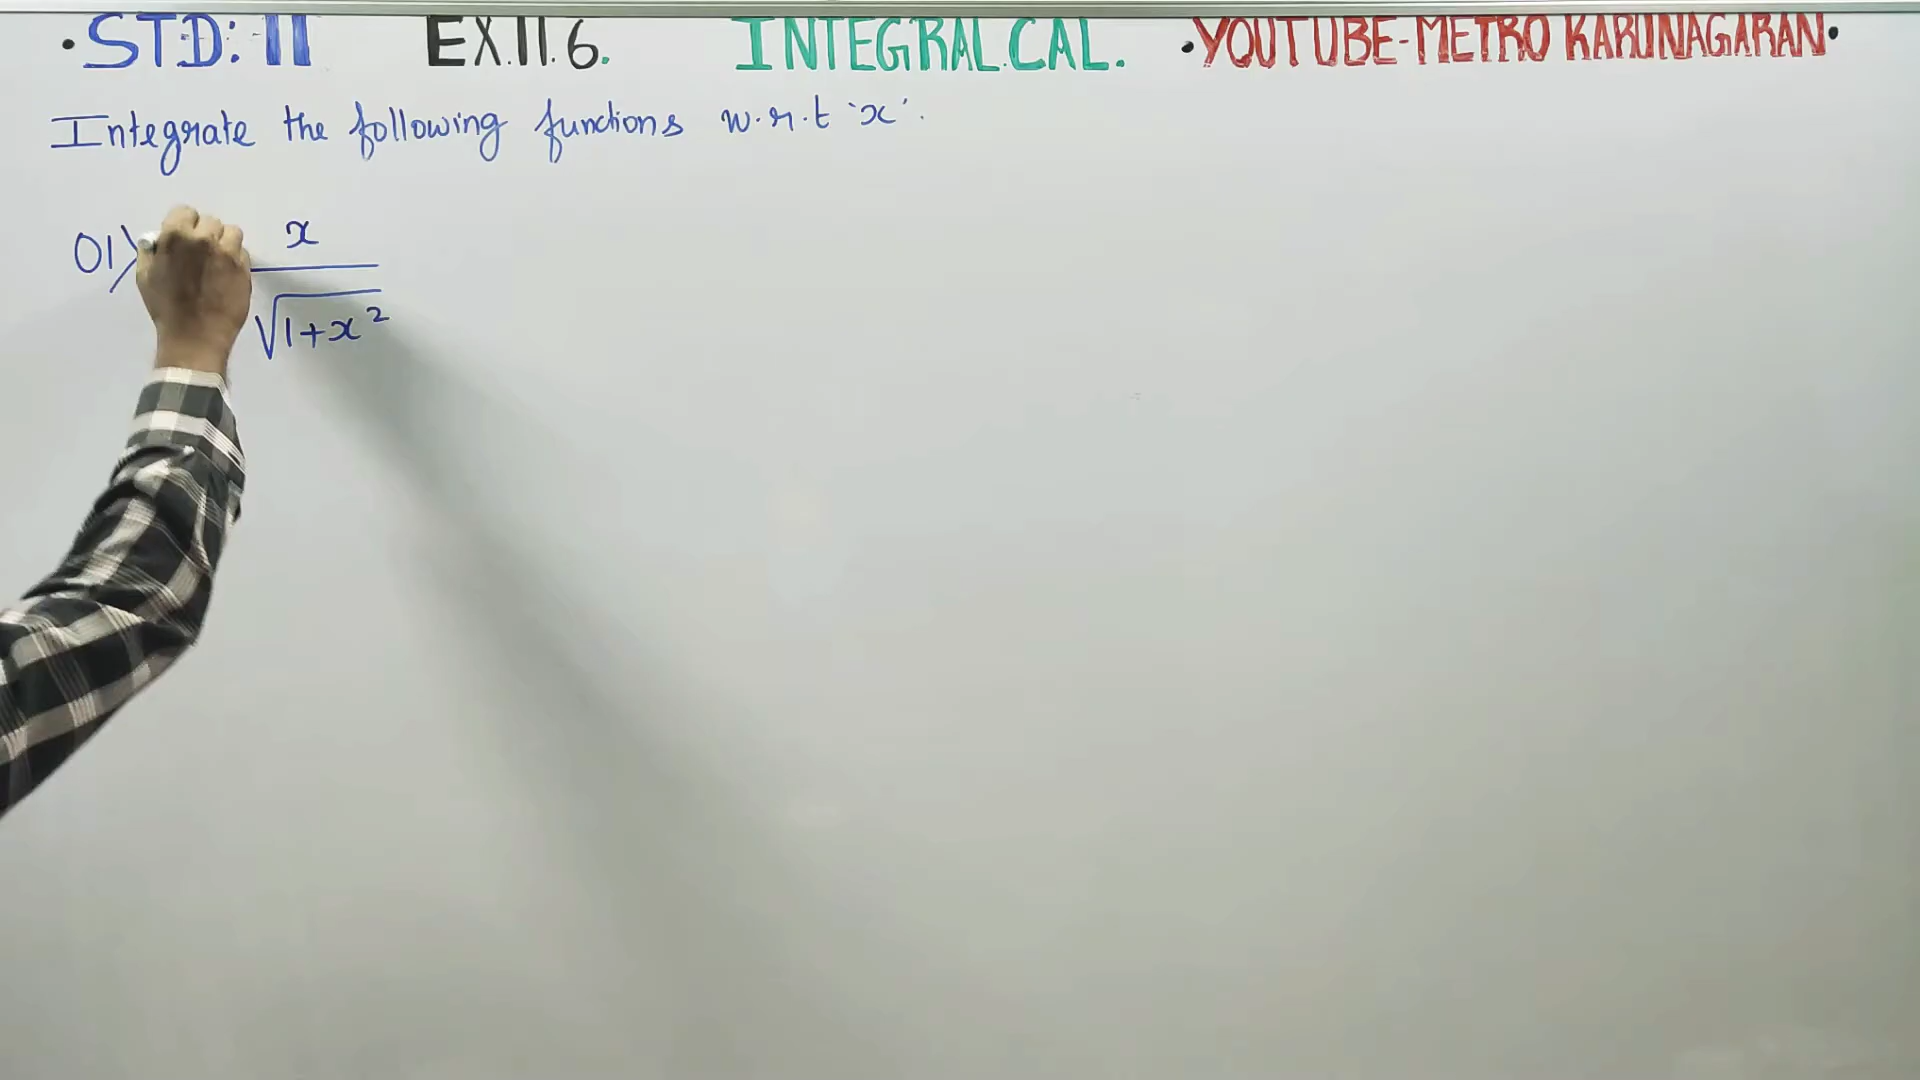 • STD: 11 EX.11.6. INTEGRAL.CAL. • YOUTUBE-METRO KARUNAGARAN •
Integrate the following functions w.r.t 'x'.
01) x
√1+x²